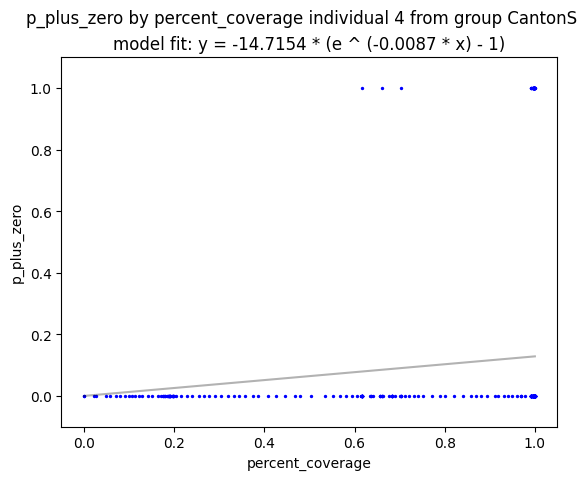 p_plus_zero by percent_coverage individual 4 from group CantonS
model fit: y = -14.7154 * (e ^ (-0.0087 * x) - 1)
1.0
0.8
0.6
0.4
0.2
0.0
p_plus_zero
0.0 0.2 0.4 0.6 0.8 1.0
percent_coverage